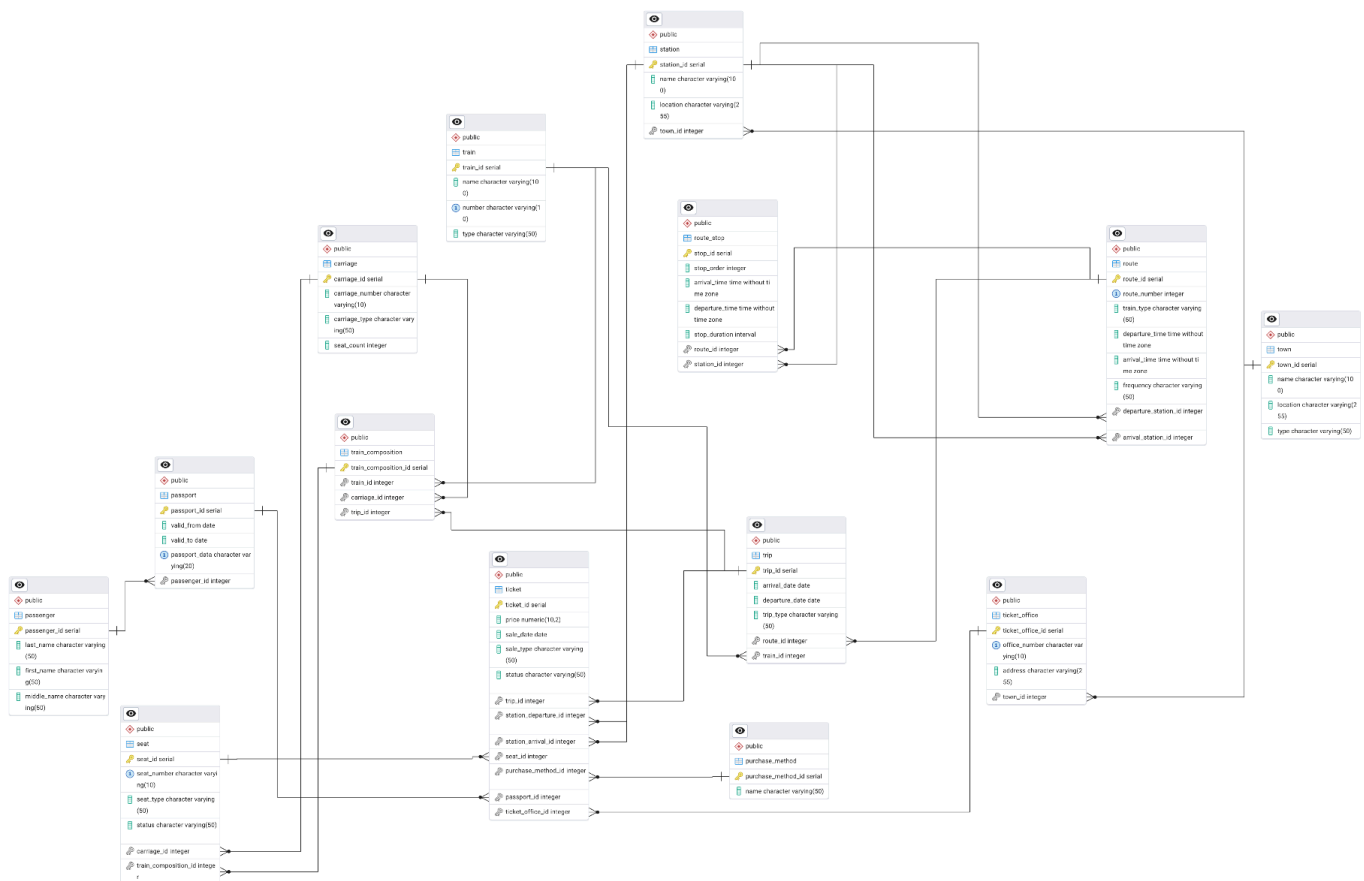 public
station
station_id serial
name character varying(10
0)
location character varying(2
55)
town_id integer
public
train
train_id serial
name character varying(10
0)
number character varying(1
0)
type character varying(50)
public
route_stop
stop_id serial
stop_order integer
arrival_time time without ti
me zone
departure_time time without
time zone
stop_duration interval
route_id integer
station_id integer
public
carriage
carriage_id serial
carriage_number character
varying(10)
carriage_type character vary
ing(50)
seat_count integer
public
route
route_id serial
route_number integer
train_type character varying
(50)
departure_time time without
time zone
arrival_time time without ti
me zone
frequency character varying
(50)
departure_station_id integer
arrival_station_id integer
public
town
town_id serial
name character varying(10
0)
location character varying(2
55)
type character varying(50)
public
train_composition
train_composition_id serial
train_id integer
carriage_id integer
trip_id integer
public
passport
passport_id serial
valid_from date
valid_to date
passport_data character var
ying(20)
passenger_id integer
public
trip
trip_id serial
arrival_date date
departure_date date
trip_type character varying
(50)
route_id integer
train_id integer
public
ticket
ticket_id serial
price numeric(10,2)
sale_date date
sale_type character varying
(50)
status character varying(50)
trip_id integer
station_departure_id integer
station_arrival_id integer
seat_id integer
purchase_method_id integer
passport_id integer
ticket_office_id integer
public
passenger
passenger_id serial
last_name character varying
(50)
first_name character varyin
g(50)
middle_name character vary
ing(50)
public
ticket_office
ticket_office_id serial
office_number character var
ying(10)
address character varying(2
55)
town_id integer
public
seat
seat_id serial
seat_number character varyi
ng(10)
seat_type character varying
(50)
status character varying(50)
carriage_id integer
train_composition_id intege
r
public
purchase_method
purchase_method_id serial
name character varying(50)